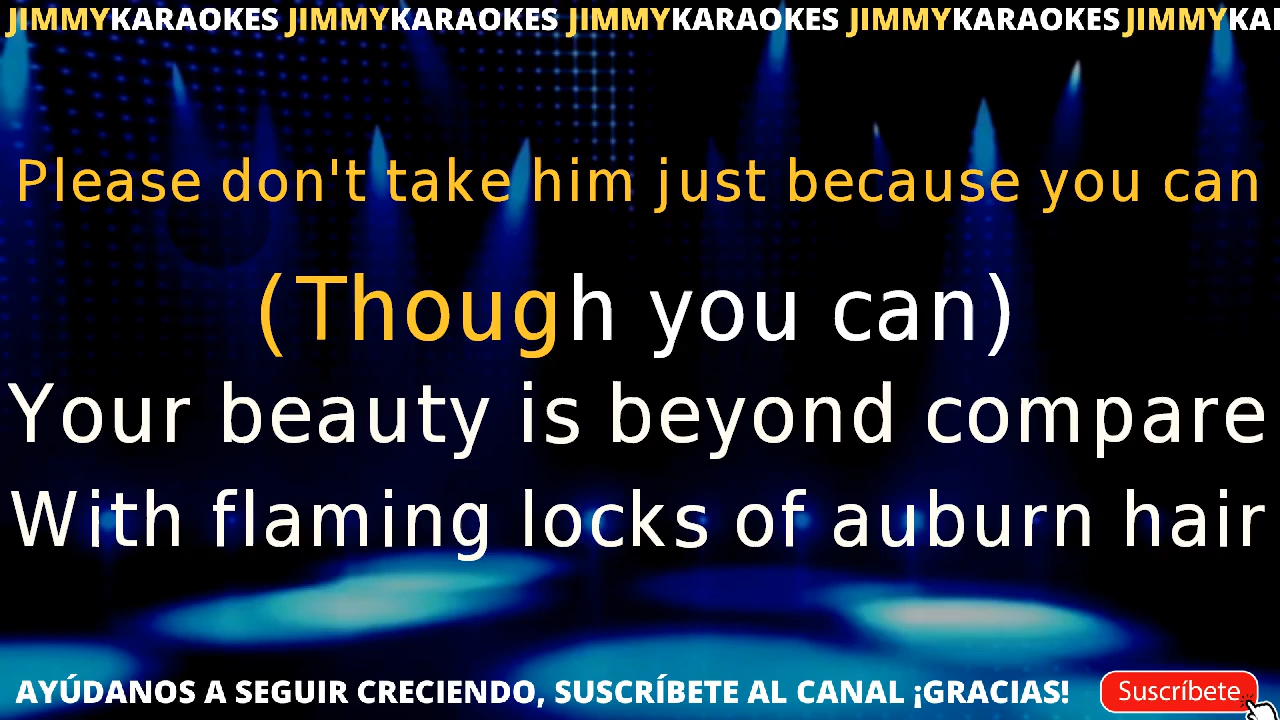 JIMMYKARAOKES JIMMYKARAOKES JIMMYKARAOKES JIMMYKARAOKES JIMMYKAI
Please don't take him just because you can
(Though you can)
Your beauty is beyond compare
With flaming locks of auburn hair
AYÚDANOS A SEGUIR CRECIENDO, SUSCRÍBETE AL CANAL ¡GRACIAS! Suscríbete